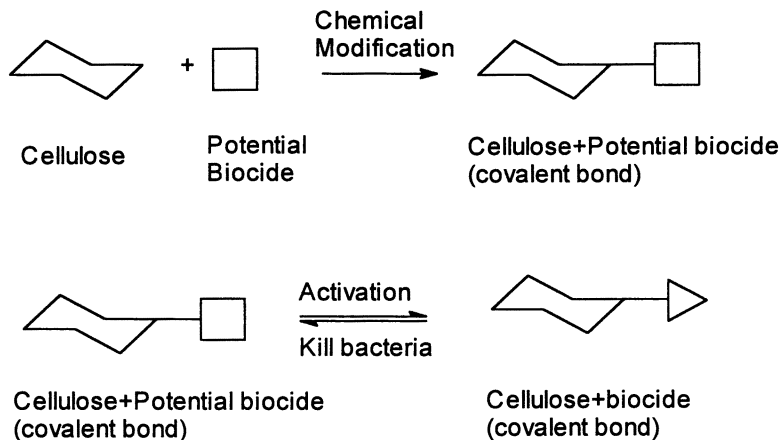 Chemical
Modification
+
Cellulose
Potential
Biocide
Cellulose+Potential biocide
(covalent bond)
Activation
Kill bacteria
Cellulose+Potential biocide
(covalent bond)
Cellulose+biocide
(covalent bond)